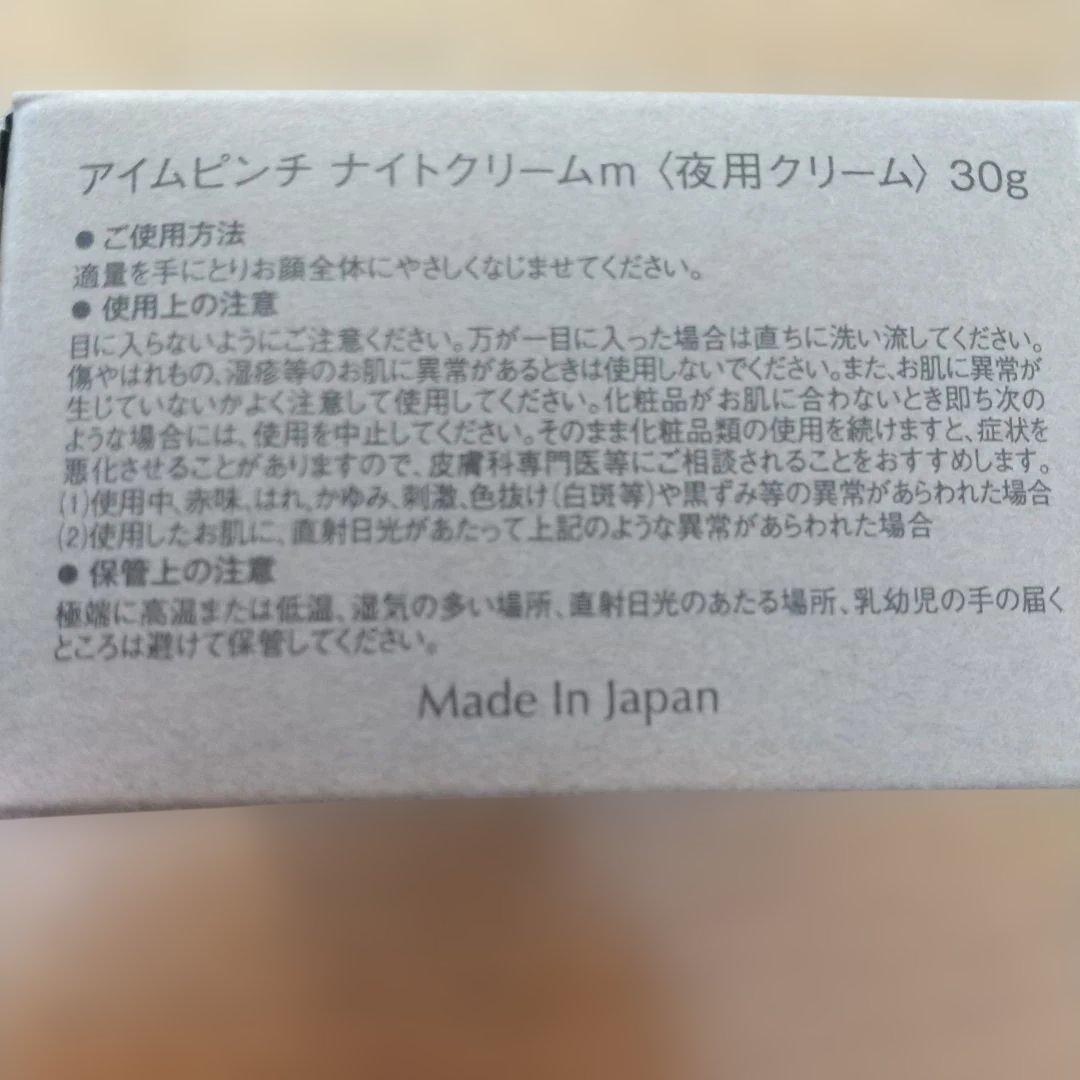 アイムピンチ ナイトクリームm〈夜用クリーム〉30g
● ご使用方法
適量を手にとりお顔全体にやさしくなじませてください。
● 使用上の注意
目に入らないようにご注意ください。万が一目に入った場合は直ちに洗い流してください。
傷やはれもの、湿疹等のお肌に異常があるときは使用しないでください。また、お肌に異常が
生じていないかよく注意して使用してください。化粧品がお肌に合わないとき即ち次の
ような場合には、使用を中止してください。そのまま化粧品類の使用を続けますと、症状を
悪化させることがありますので、皮膚科専門医等にご相談されることをおすすめします。
(1)使用中、赤味、はれ、かゆみ、刺激、色抜け(白斑等)や黒ずみ等の異常があらわれた場合
(2)使用したお肌に、直射日光があたって上記のような異常があらわれた場合
● 保管上の注意
極端に高温または低温、湿気の多い場所、直射日光のあたる場所、乳幼児の手の届く
ところは避けて保管してください。
Made In Japan